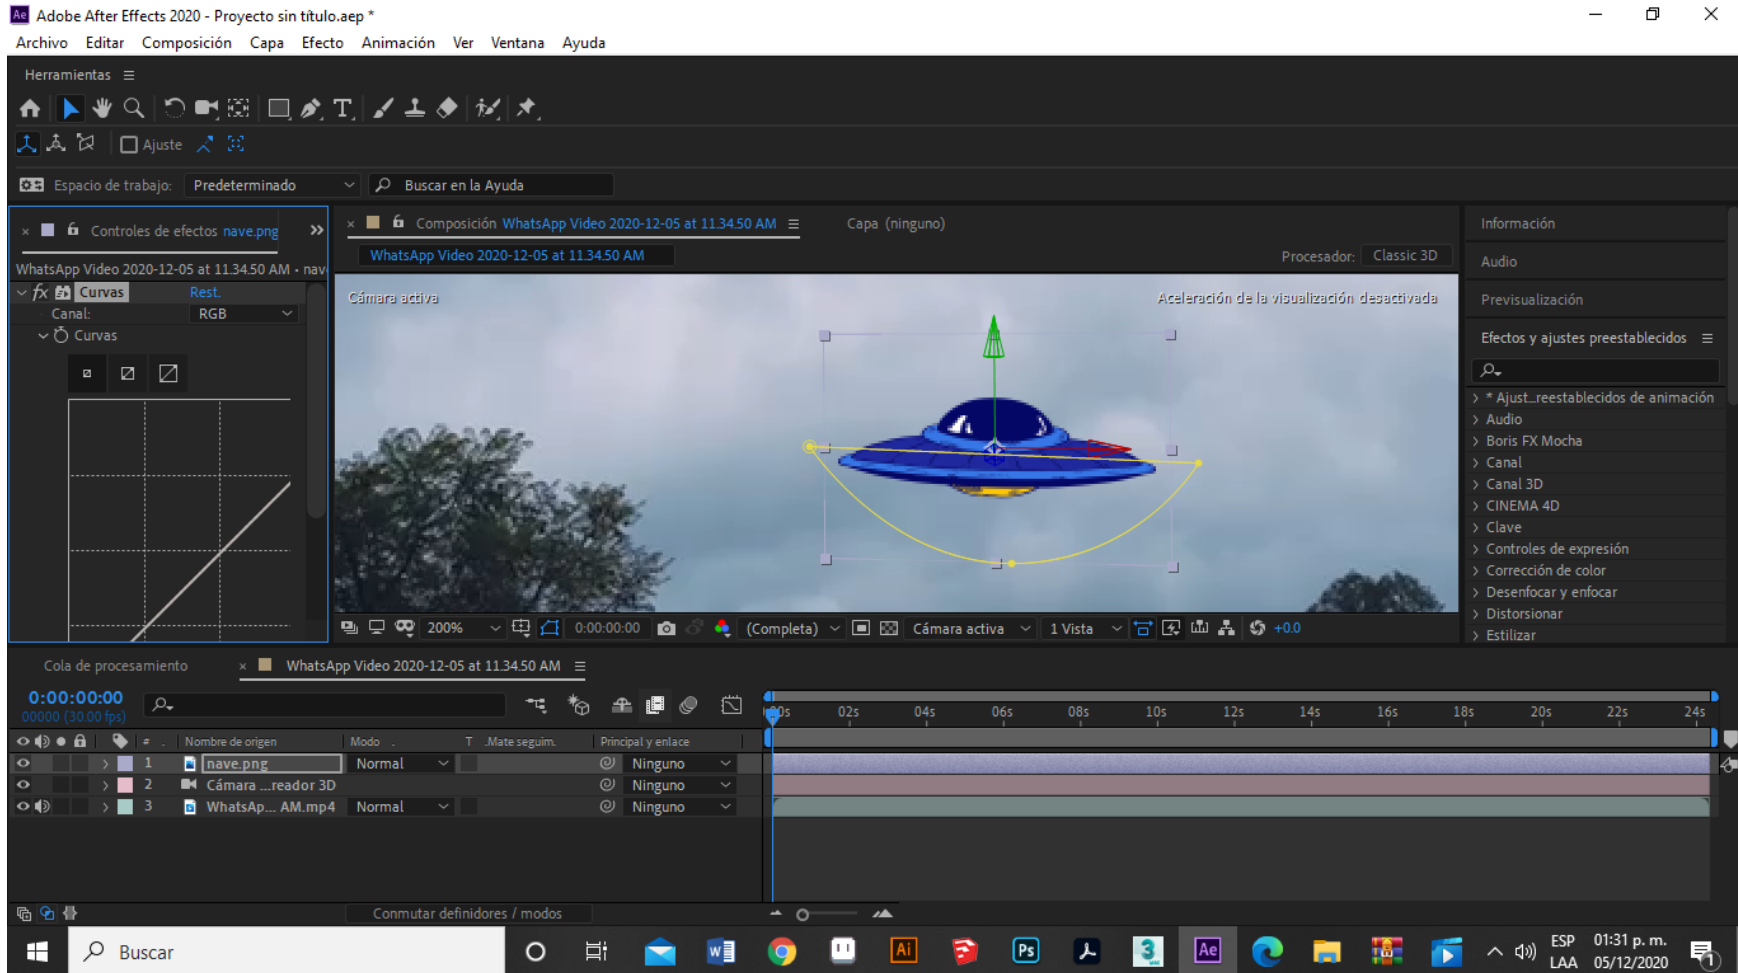 Ae Adobe After Effects 2020 - Proyecto sin título.aep *
Archivo Editar Composición Capa Efecto Animación Ver Ventana Ayuda
Herramientas
Ajuste
Espacio de trabajo: Predeterminado Buscar en la Ayuda
Controles de efectos nave.png
WhatsApp Video 2020-12-05 at 11.34.50 AM • nav
fx Curvas Rest.
Canal: RGB
Curvas
Composición WhatsApp Video 2020-12-05 at 11.34.50 AM Capa (ninguno)
WhatsApp Video 2020-12-05 at 11.34.50 AM Procesador: Classic 3D
Cámara activa Aceleración de la visualización desactivada
200% 0:00:00:00 (Completa) Cámara activa 1 Vista +0.0
Información
Audio
Previsualización
Efectos y ajustes preestablecidos
* Ajust...reestablecidos de animación
Audio
Boris FX Mocha
Canal
Canal 3D
CINEMA 4D
Clave
Controles de expresión
Corrección de color
Desenfocar y enfocar
Distorsionar
Estilizar
Cola de procesamiento WhatsApp Video 2020-12-05 at 11.34.50 AM
0:00:00:00
00000 (30.00 fps)
02s 04s 06s 08s 10s 12s 14s 16s 18s 20s 22s 24s
# Nombre de origen Modo T .Mate seguim. Principal y enlace
1 nave.png Normal Ninguno
2 Cámara ...reador 3D Ninguno
3 WhatsAp... AM.mp4 Normal Ninguno
Conmutar definidores / modos
Buscar
Ai
Ps
3
Ae
ESP 01:31 p. m.
LAA 05/12/2020
1